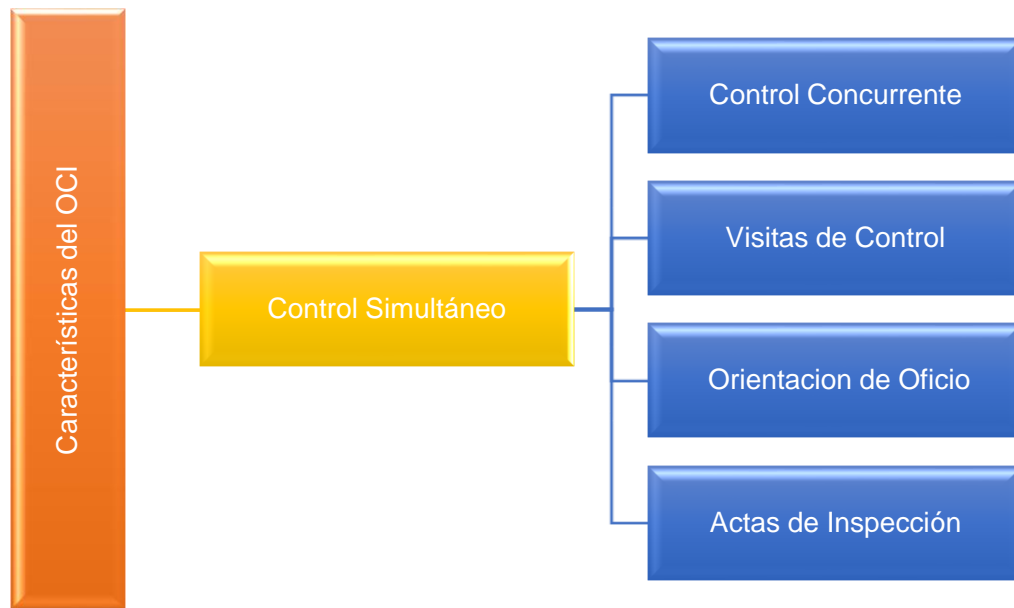 Características del OCI
Control Simultáneo
Control Concurrente
Visitas de Control
Orientacion de Oficio
Actas de Inspección